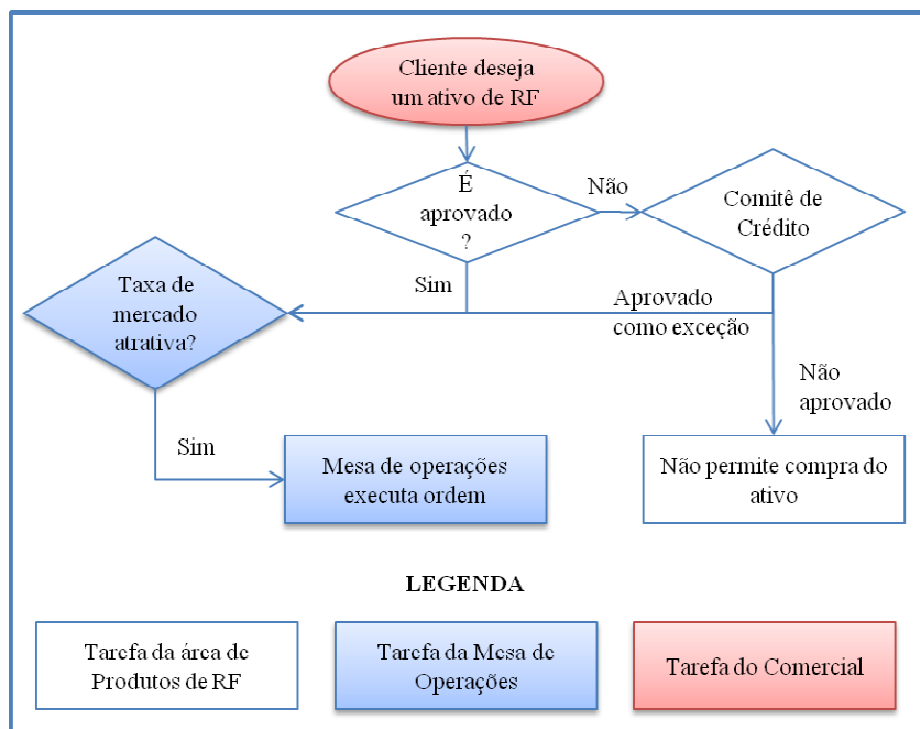 Cliente deseja
um ativo de RF
É
aprovado
?
Não
Comitê de
Crédito
Sim
Aprovado
como exceção
Taxa de
mercado
atrativa?
Não
aprovado
Sim
Mesa de operações
executa ordem
Não permite compra do
ativo
LEGENDA
Tarefa da área de
Produtos de RF
Tarefa da Mesa de
Operações
Tarefa do Comercial